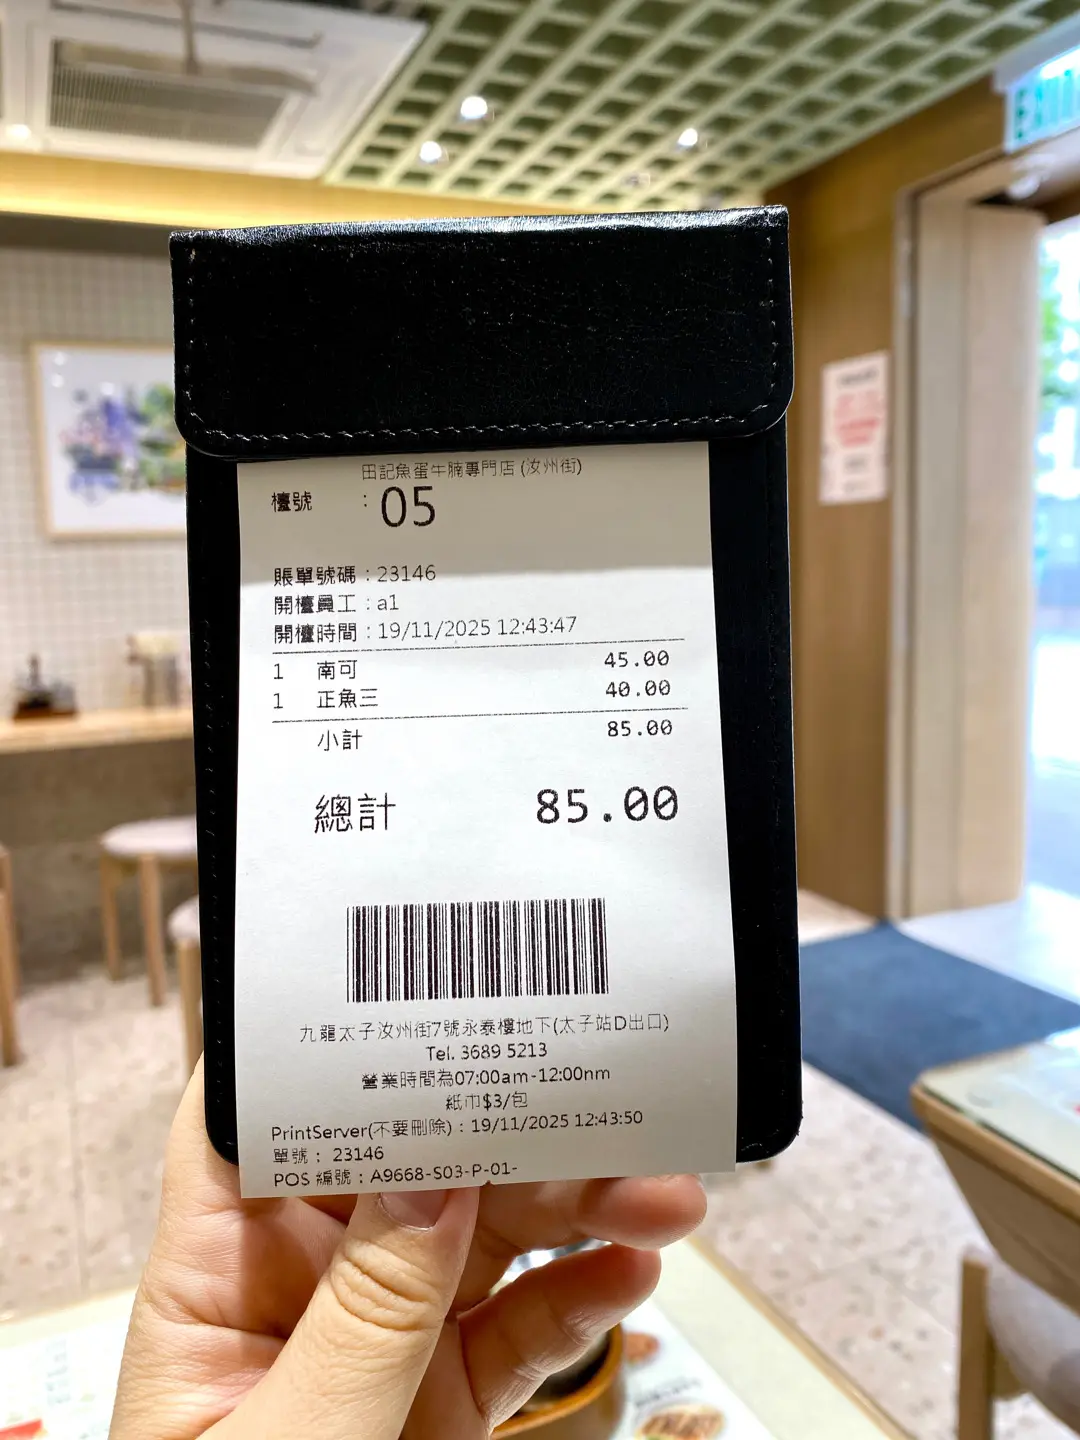 田記魚蛋牛腩專門店 (汝州街)
檯號 : 05
賬單號碼 : 23146
開檯員工 : a1
開檯時間 : 19/11/2025 12:43:47
1 南可 45.00
1 正魚三 40.00
小計 85.00
總計 85.00
九龍太子汝州街7號永泰樓地下(太子站D出口)
Tel. 3689 5213
營業時間為07:00am-12:00nm
紙巾$3/包
PrintServer(不要刪除) : 19/11/2025 12:43:50
單號 : 23146
POS 編號 : A9668-S03-P-01-